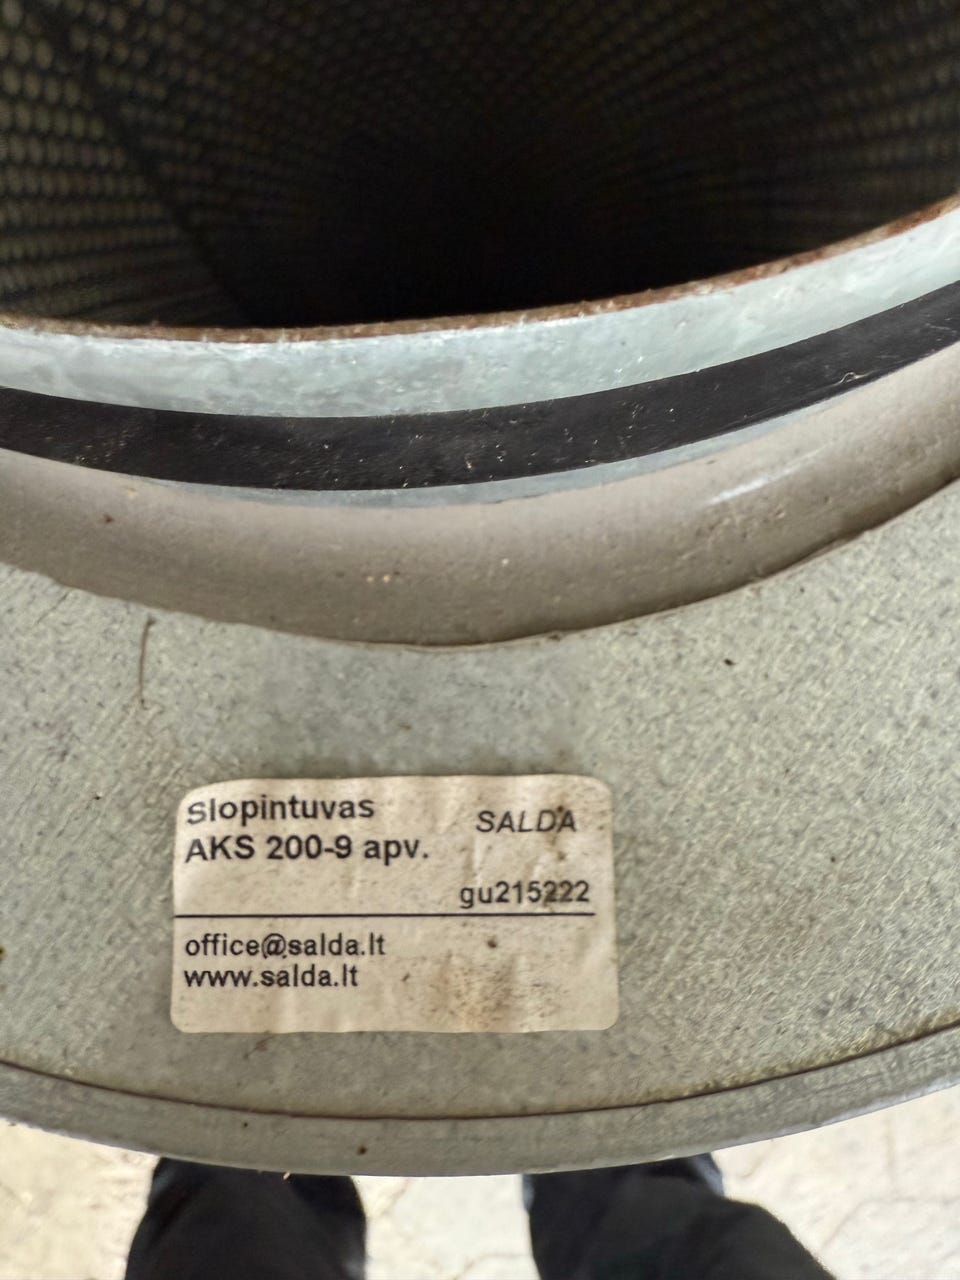 Slopintuvas
SALDA
AKS 200-9 apv.
gu215222
office@salda.lt
www.salda.lt